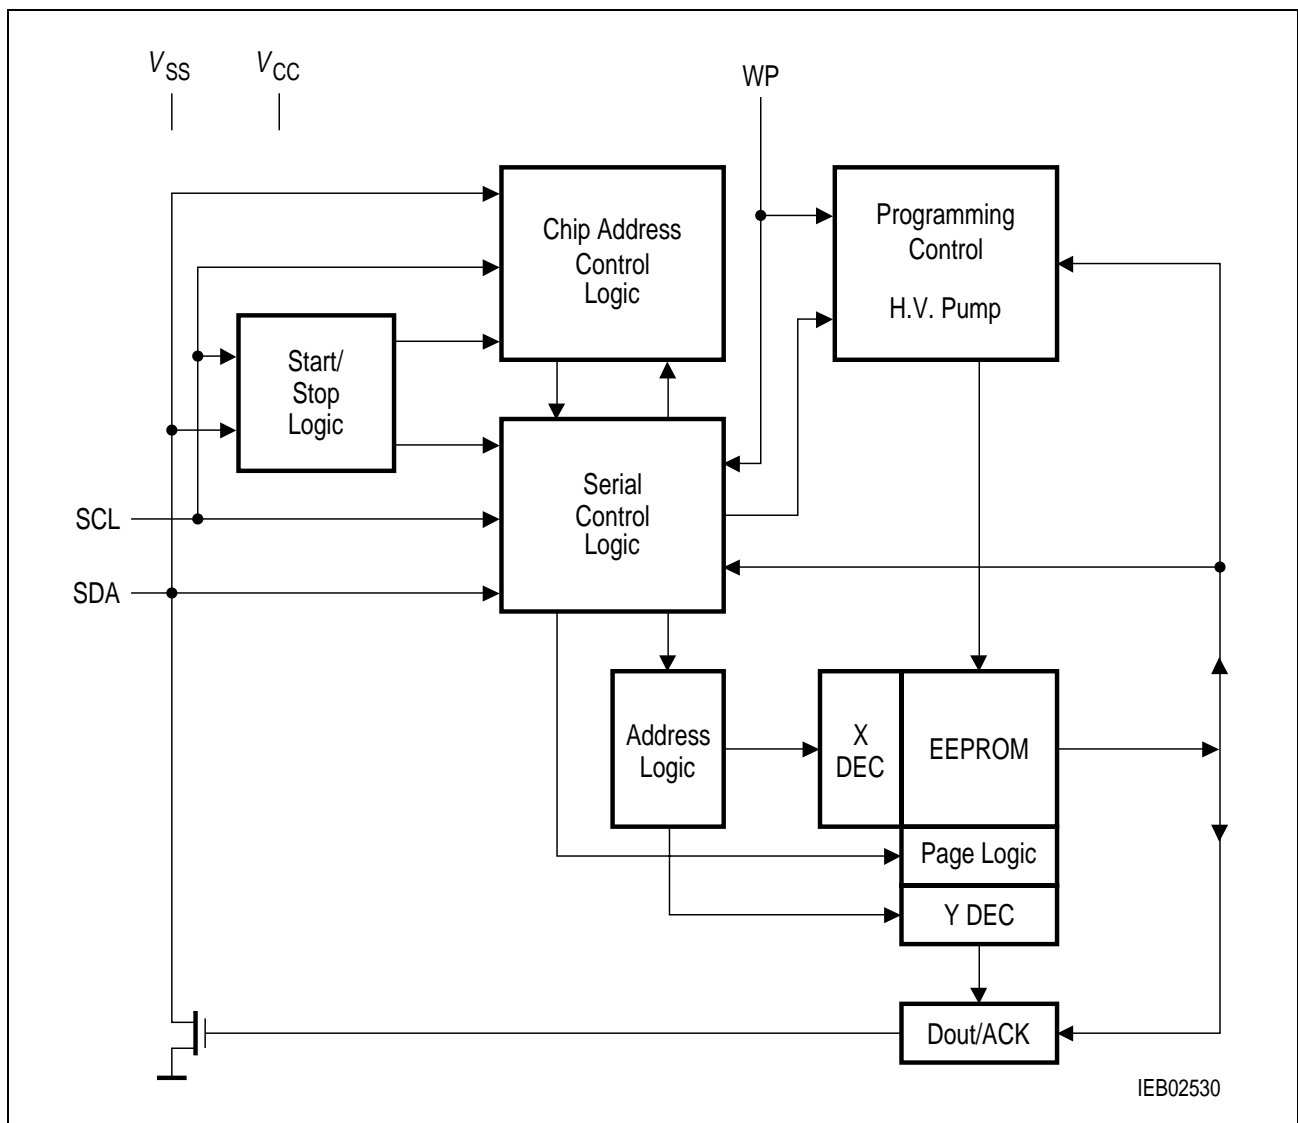 VSS
VCC
WP
Chip Address
Control
Logic
Programming
Control
H.V. Pump
Start/
Stop
Logic
Serial
Control
Logic
SCL
SDA
Address
Logic
X
DEC
EEPROM
Page Logic
Y DEC
Dout/ACK
IEB02530